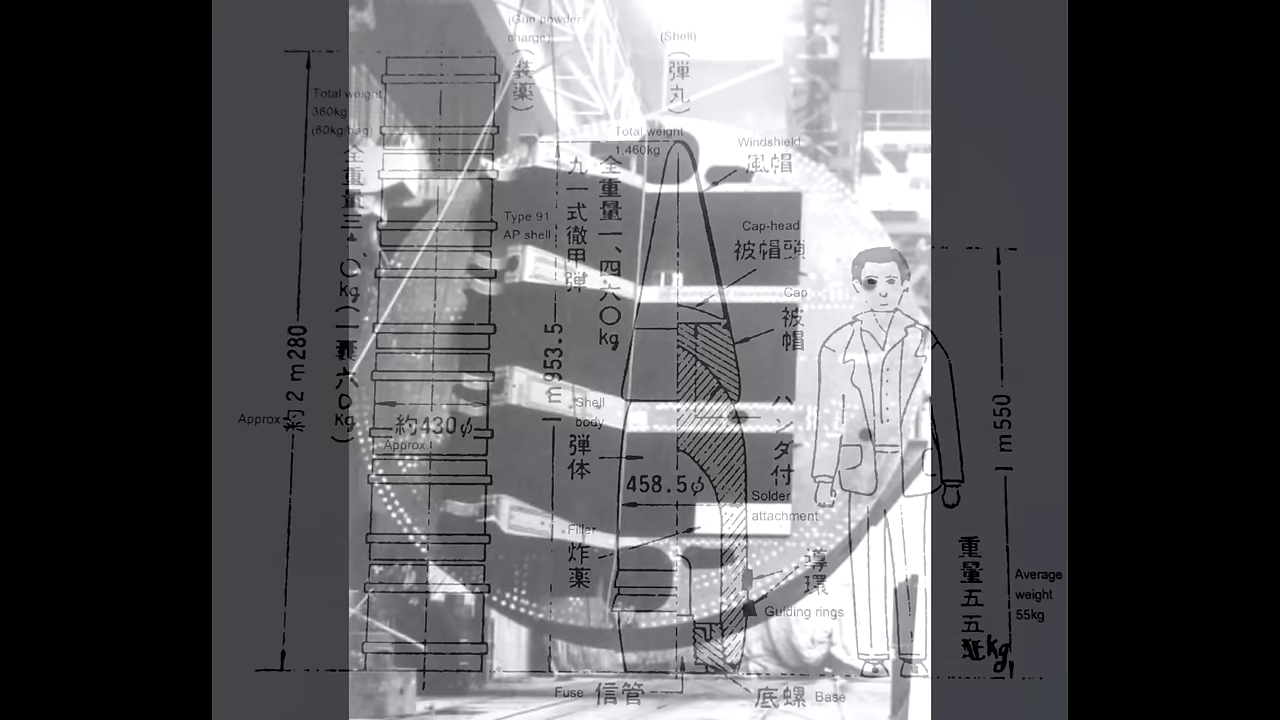 (Gun powder
charge)
(装薬)
(Shell)
(弾丸)
Total weight
360kg
(60kg/bag)
全重量三六〇kg(一嚢六〇kg)
Total weight
1,460kg
全重量一、四六〇kg
九一式徹甲弾
Type 91
AP shell
Windshield
風帽
Cap-head
被帽頭
Cap
被帽
Approx
約2m280
約430φ
Approx
1m953.5
Shell
body
弾体
458.5φ
ハンダ付
Solder
attachment
Filler
炸薬
導環
Guiding rings
Fuse 信管
底螺 Base
1m550
重量五五kg
Average
weight
55kg